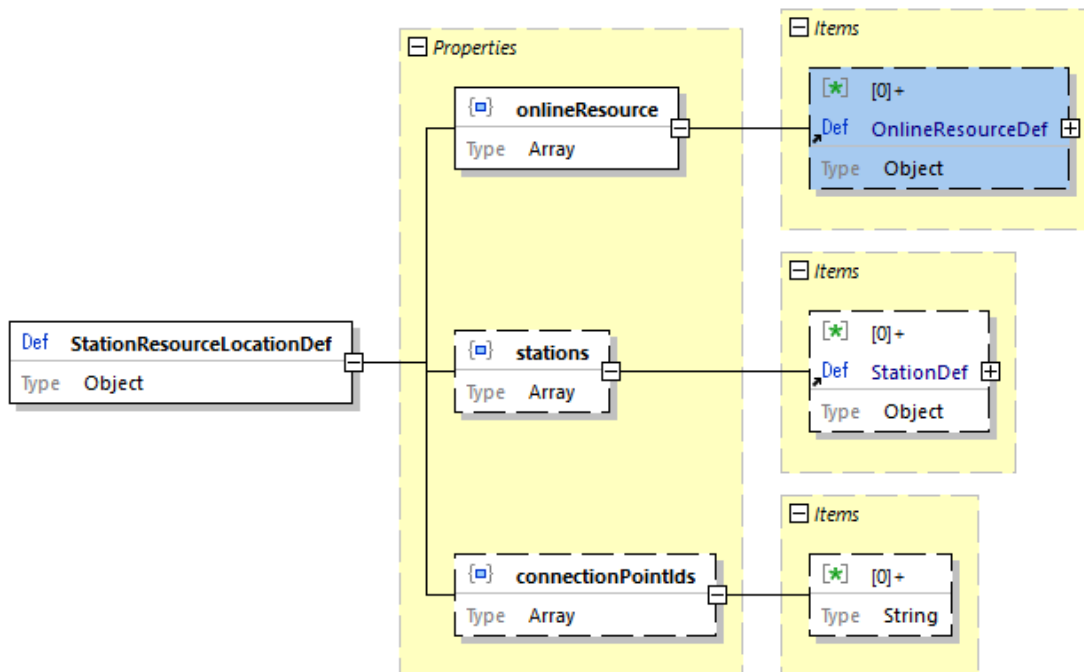 Items
Properties
[*] [0]+
{} onlineResource
Def OnlineResourceDef
Type Array
Type Object
Items
[*] [0]+
Def StationResourceLocationDef
{} stations
Def StationDef
Type Object
Type Array
Type Object
Items
{} connectionPointIds
[*] [0]+
Type Array
Type String